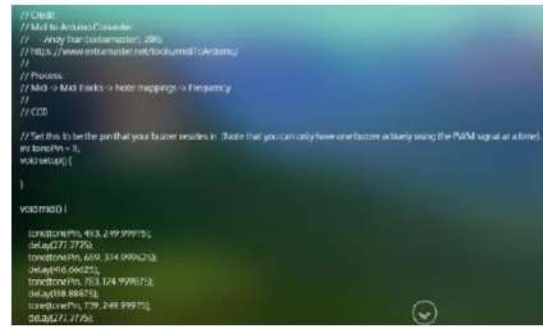 // Credit:
// Midi to Arduino Converter
// - Andy Tran (extramaster), 2015
// https://www.extramaster.net/tools/midiToArduino/
//
// Process:
// Midi -> Midi tracks -> Note mappings -> Frequency
//
// CC0
// Set this to be the pin that your buzzer resides in. (Note that you can only have one buzzer actively using the PWM signal at a time).
int tonePin =
void setup() {
}
void midi() {
tone(tonePin, 493, 249.99975);
delay(277.7775);
tone(tonePin, 659, 374.999625);
delay(416.66625);
tone(tonePin, 783, 124.999875);
delay(138.88875);
tone(tonePin, 739, 249.99975);
delay(277.7775);